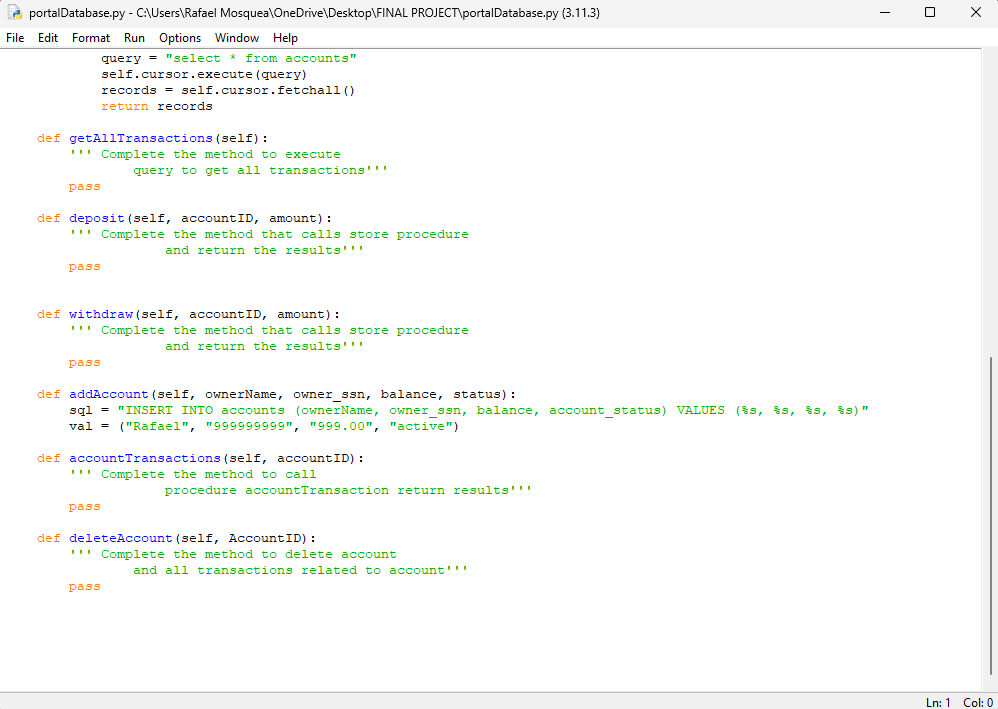 portalDatabase.py - C:\Users\Rafael Mosquea\OneDrive\Desktop\FINAL PROJECT\portalDatabase.py (3.11.3)
File Edit Format Run Options Window Help
            query = "select * from accounts"
            self.cursor.execute(query)
            records = self.cursor.fetchall()
            return records

    def getAllTransactions(self):
        ''' Complete the method to execute
                query to get all transactions'''
        pass

    def deposit(self, accountID, amount):
        ''' Complete the method that calls store procedure
                    and return the results'''
        pass


    def withdraw(self, accountID, amount):
        ''' Complete the method that calls store procedure
                    and return the results'''
        pass

    def addAccount(self, ownerName, owner_ssn, balance, status):
        sql = "INSERT INTO accounts (ownerName, owner_ssn, balance, account_status) VALUES (%s, %s, %s, %s)"
        val = ("Rafael", "999999999", "999.00", "active")

    def accountTransactions(self, accountID):
        ''' Complete the method to call
                    procedure accountTransaction return results'''
        pass

    def deleteAccount(self, AccountID):
        ''' Complete the method to delete account
                and all transactions related to account'''
        pass
Ln: 1 Col: 0